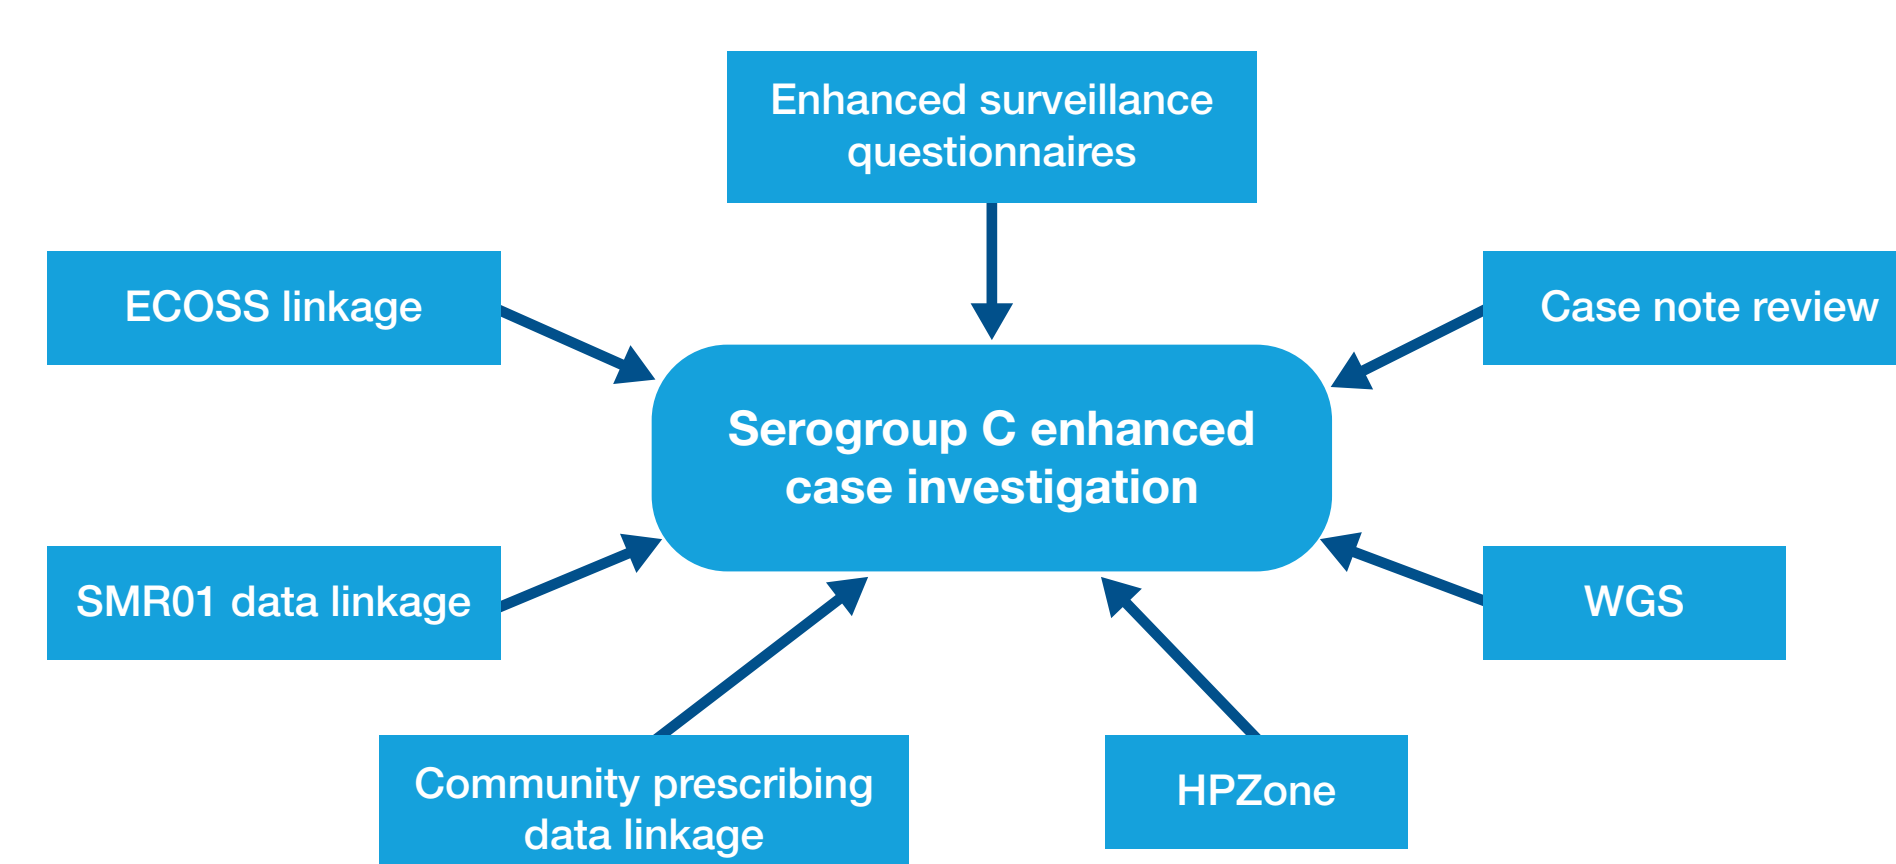 Enhanced surveillance
questionnaires
ECOSS linkage
Case note review
Serogroup C enhanced
case investigation
SMR01 data linkage
WGS
Community prescribing
data linkage
HPZone